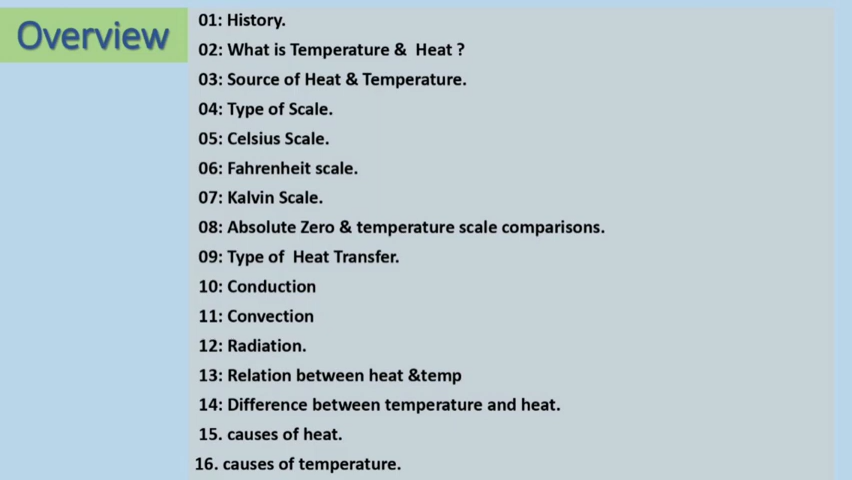 Overview
01: History.
02: What is Temperature & Heat ?
03: Source of Heat & Temperature.
04: Type of Scale.
05: Celsius Scale.
06: Fahrenheit scale.
07: Kalvin Scale.
08: Absolute Zero & temperature scale comparisons.
09: Type of Heat Transfer.
10: Conduction
11: Convection
12: Radiation.
13: Relation between heat &temp
14: Difference between temperature and heat.
15. causes of heat.
16. causes of temperature.